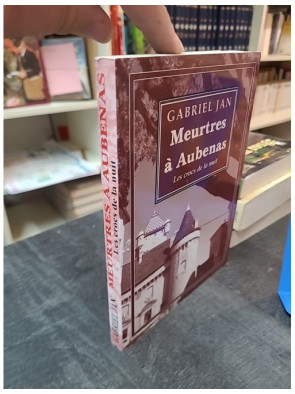 GABRIEL JAN
Meurtres
à Aubenas
Les crocs de la nuit
MEURTRES A AUBENAS
Les crocs de la nuit